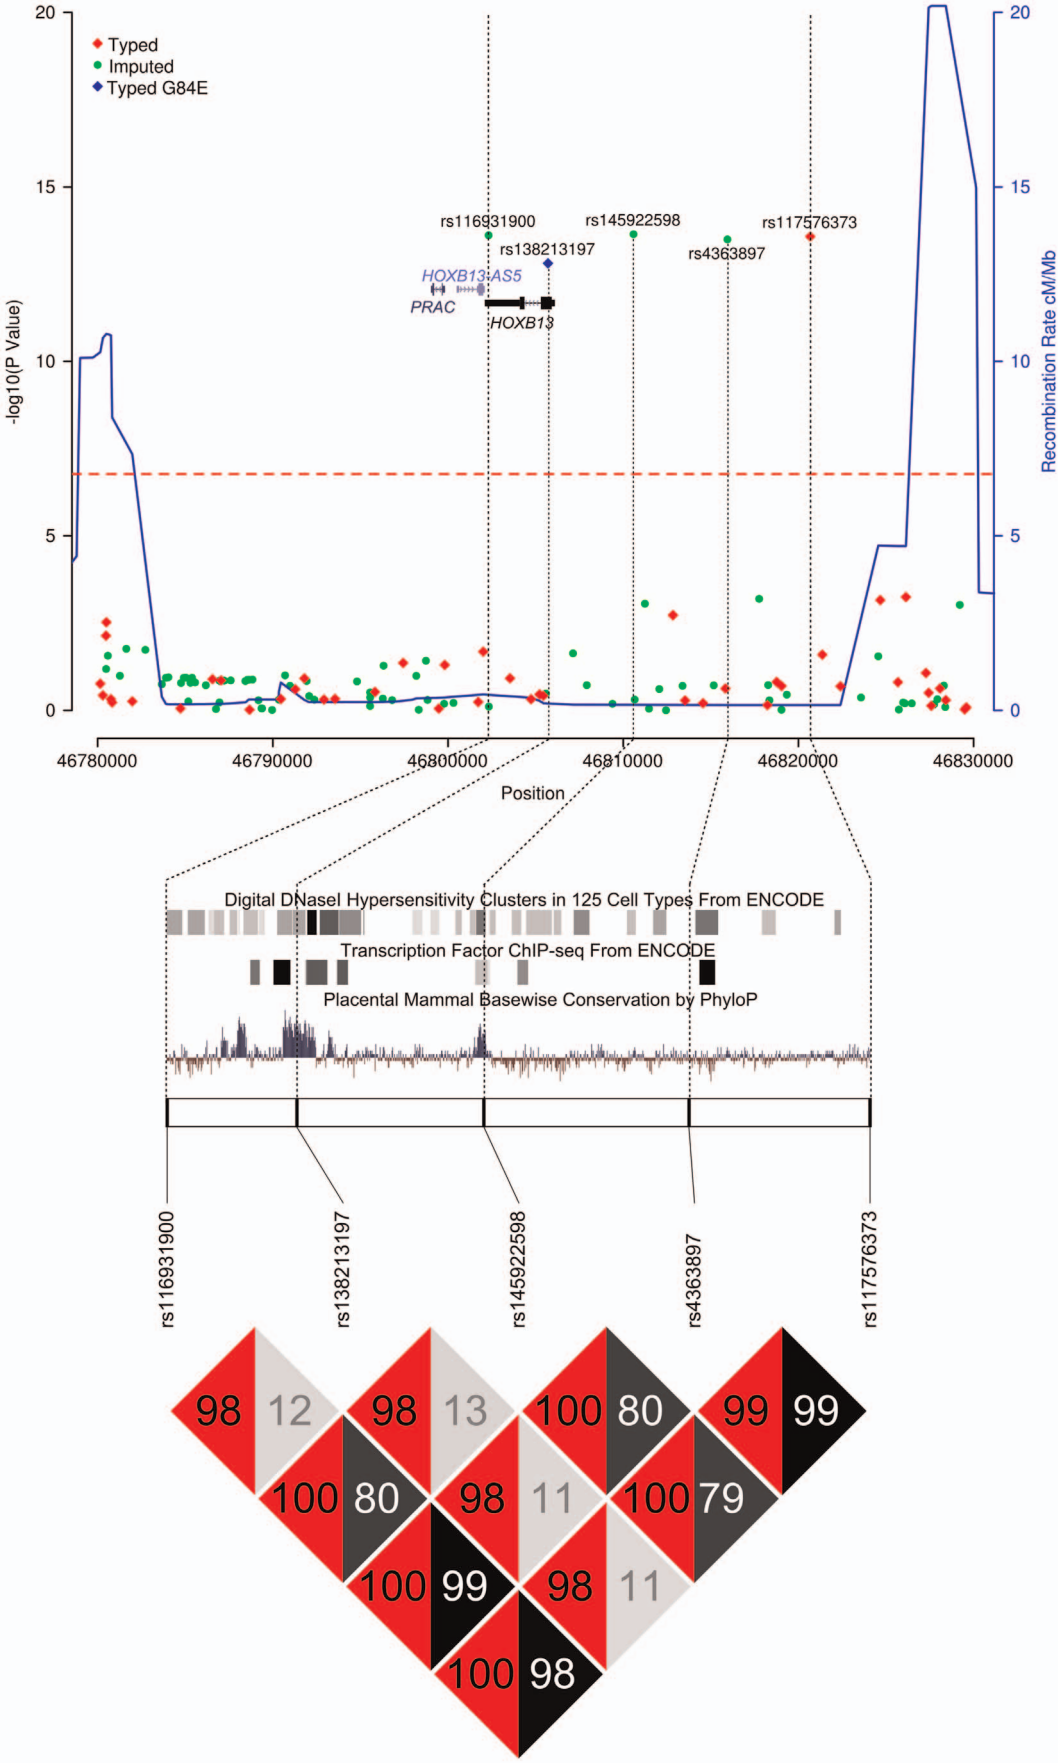 20
15
10
5
0
-log10(P Value)
Typed
Imputed
Typed G84E
rs116931900
rs145922598
rs117576373
rs138213197
rs4363897
HOXB13-AS5
PRAC
HOXB13
20
15
10
5
0
Recombination Rate cM/Mb
46780000 46790000 46800000 46810000 46820000 46830000
Position
Digital DNaseI Hypersensitivity Clusters in 125 Cell Types From ENCODE
Transcription Factor ChIP-seq From ENCODE
Placental Mammal Basewise Conservation by PhyloP
rs116931900
rs138213197
rs145922598
rs4363897
rs117576373
98 12 98 13 100 80 99 99
100 80 98 11 100 79
100 99 98 11
100 98